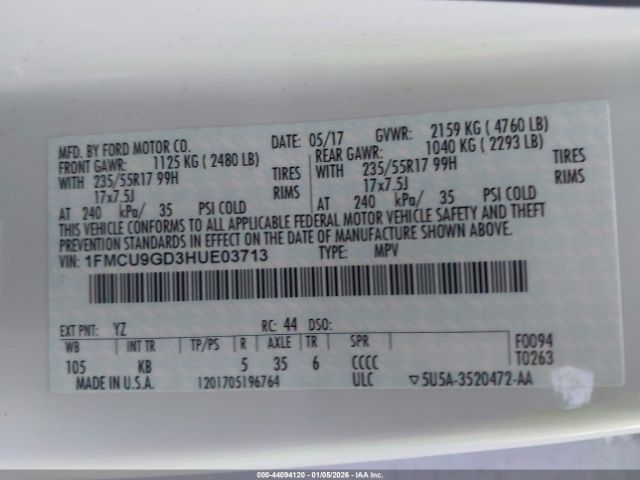 MFD. BY FORD MOTOR CO. DATE: 05/17 GVWR: 2159 KG ( 4760 LB)
FRONT GAWR: 1125 KG ( 2480 LB) REAR GAWR: 1040 KG ( 2293 LB)
WITH 235/55R17 99H TIRES WITH 235/55R17 99H TIRES
17x7.5J RIMS 17x7.5J RIMS
AT 240 kPa/ 35 PSI COLD AT 240 kPa/ 35 PSI COLD
THIS VEHICLE CONFORMS TO ALL APPLICABLE FEDERAL MOTOR VEHICLE SAFETY AND THEFT
PREVENTION STANDARDS IN EFFECT ON THE DATE OF MANUFACTURE SHOWN ABOVE.
VIN: 1FMCU9GD3HUE03713 TYPE: MPV
EXT PNT: YZ RC: 44 DSO:
WB TP/PS R AXLE TR SPR F0094
105 KB 5 35 6 CCCC T0263
MADE IN U.S.A. 1201705196764 ULC ▽5U5A-3520472-AA
000-44094120 - 01/05/2026 - IAA Inc.